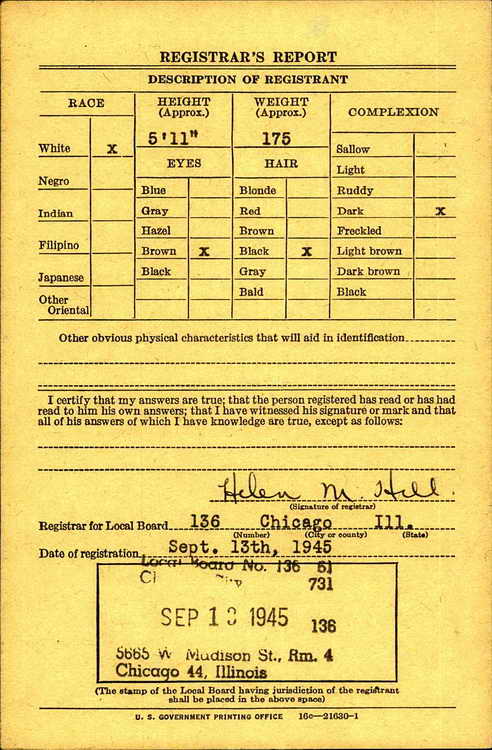 REGISTRAR'S REPORT
DESCRIPTION OF REGISTRANT
RACE
HEIGHT (Approx.)
WEIGHT (Approx.)
COMPLEXION
5'11"
175
White X
Negro
Indian
Filipino
Japanese
Other Oriental
EYES
HAIR
Blue
Gray
Hazel
Brown X
Black
Blonde
Red
Brown
Black X
Gray
Bald
Sallow
Light
Ruddy
Dark X
Freckled
Light brown
Dark brown
Black
Other obvious physical characteristics that will aid in identification
I certify that my answers are true; that the person registered has read or has had
read to him his own answers; that I have witnessed his signature or mark and that
all of his answers of which I have knowledge are true, except as follows:
Helen M. Hill.
(Signature of registrar)
Registrar for Local Board 136 Chicago Ill.
(Number) (City or county) (State)
Date of registration Sept. 13th, 1945
Local Board No. 136 61
731
SEP 13 1945 136
5665 W Madison St., Rm. 4
Chicago 44, Illinois
(The stamp of the Local Board having jurisdiction of the registrant
shall be placed in the above space)
U. S. GOVERNMENT PRINTING OFFICE 16c—21630-1